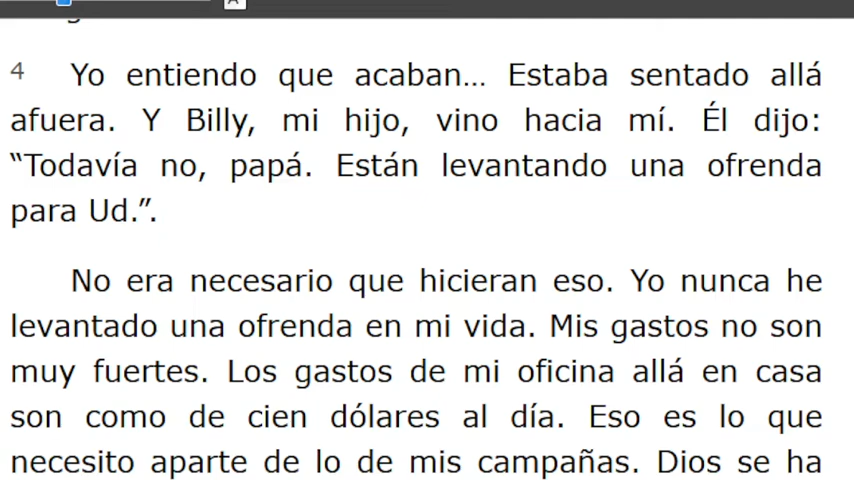 4 Yo entiendo que acaban... Estaba sentado allá
afuera. Y Billy, mi hijo, vino hacia mí. Él dijo:
“Todavía no, papá. Están levantando una ofrenda
para Ud.”.
No era necesario que hicieran eso. Yo nunca he
levantado una ofrenda en mi vida. Mis gastos no son
muy fuertes. Los gastos de mi oficina allá en casa
son como de cien dólares al día. Eso es lo que
necesito aparte de lo de mis campañas. Dios se ha